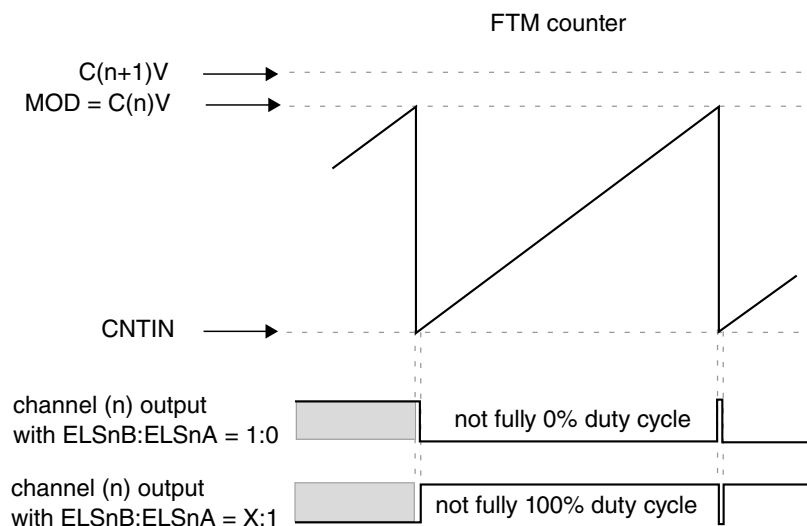 FTM counter
C(n+1)V
MOD = C(n)V
CNTIN
channel (n) output
with ELSnB:ELSnA = 1:0
not fully 0% duty cycle
channel (n) output
with ELSnB:ELSnA = X:1
not fully 100% duty cycle